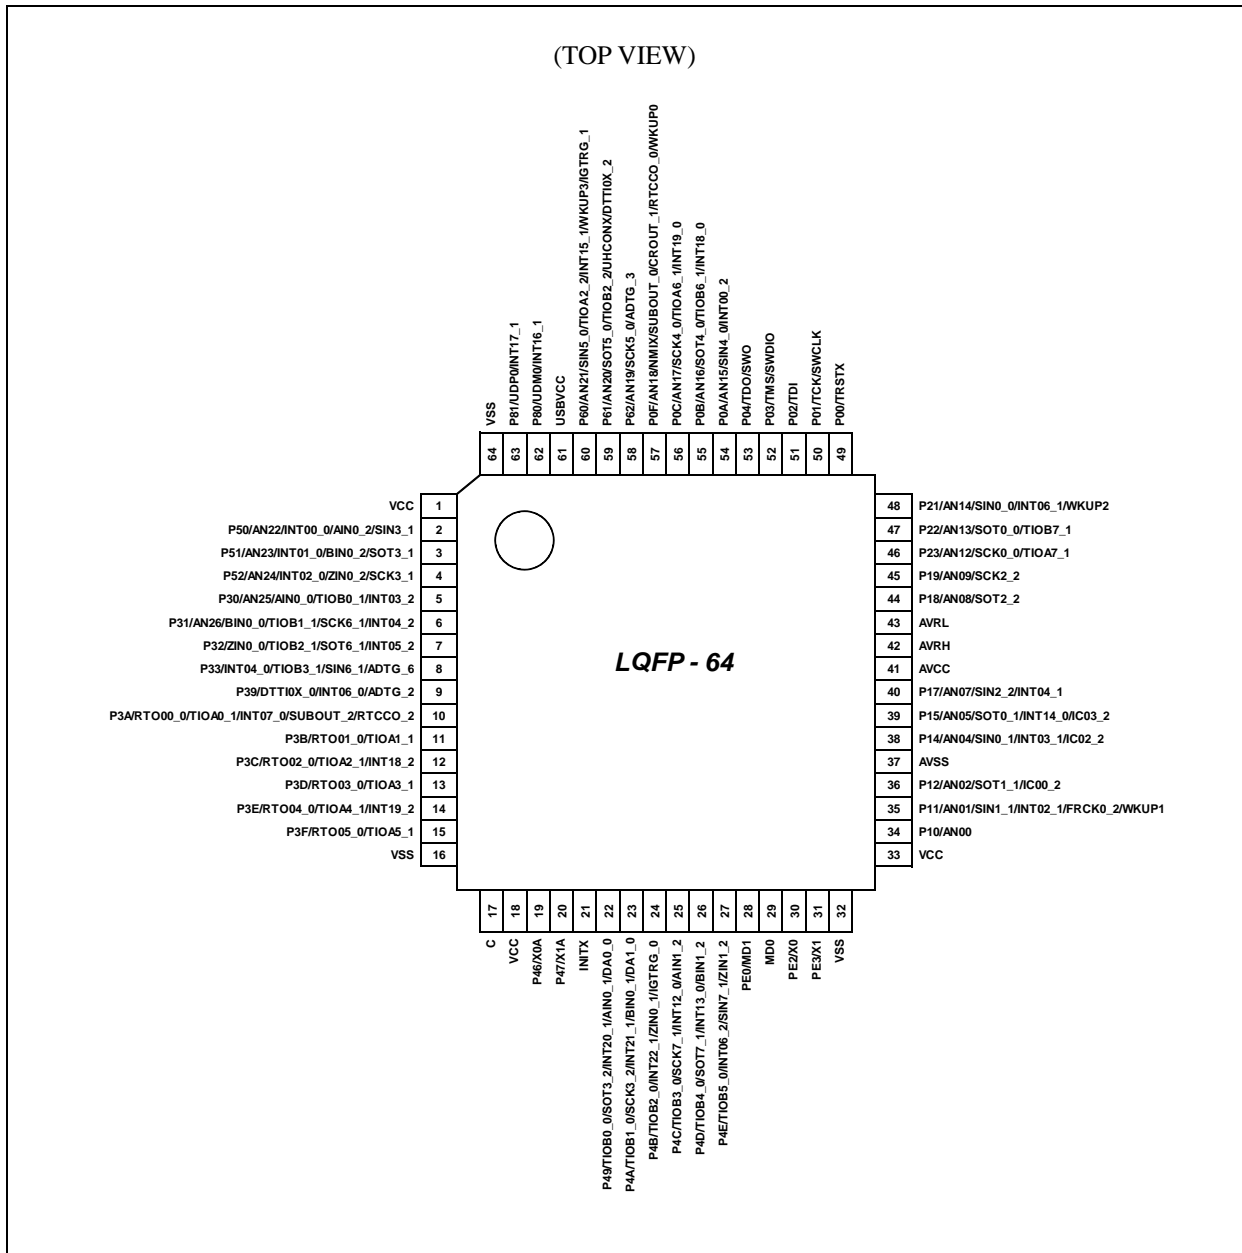 (TOP VIEW)
VSS
P81/UDP0/INT17_1
P80/UDM0/INT16_1
USBVCC
P60/AN21/SIN5_0/TIOA2_2/INT15_1/WKUP3/IGTRG_1
P61/AN20/SOT5_0/TIOB2_2/UHCONX/DTTI0X_2
P62/AN19/SCK5_0/ADTG_3
P0F/AN18/NMIX/SUBOUT_0/CROUT_1/RTCCO_0/WKUP0
P0C/AN17/SCK4_0/TIOA6_1/INT19_0
P0B/AN16/SOT4_0/TIOB6_1/INT18_0
P0A/AN15/SIN4_0/INT00_2
P04/TDO/SWO
P03/TMS/SWDIO
P02/TDI
P01/TCK/SWCLK
P00/TRSTX
64 63 62 61 60 59 58 57 56 55 54 53 52 51 50 49
VCC 1
P50/AN22/INT00_0/AIN0_2/SIN3_1 2
P51/AN23/INT01_0/BIN0_2/SOT3_1 3
P52/AN24/INT02_0/ZIN0_2/SCK3_1 4
P30/AN25/AIN0_0/TIOB0_1/INT03_2 5
P31/AN26/BIN0_0/TIOB1_1/SCK6_1/INT04_2 6
P32/ZIN0_0/TIOB2_1/SOT6_1/INT05_2 7
P33/INT04_0/TIOB3_1/SIN6_1/ADTG_6 8
P39/DTTI0X_0/INT06_0/ADTG_2 9
P3A/RTO00_0/TIOA0_1/INT07_0/SUBOUT_2/RTCCO_2 10
P3B/RTO01_0/TIOA1_1 11
P3C/RTO02_0/TIOA2_1/INT18_2 12
P3D/RTO03_0/TIOA3_1 13
P3E/RTO04_0/TIOA4_1/INT19_2 14
P3F/RTO05_0/TIOA5_1 15
VSS 16
LQFP - 64
48 P21/AN14/SIN0_0/INT06_1/WKUP2
47 P22/AN13/SOT0_0/TIOB7_1
46 P23/AN12/SCK0_0/TIOA7_1
45 P19/AN09/SCK2_2
44 P18/AN08/SOT2_2
43 AVRL
42 AVRH
41 AVCC
40 P17/AN07/SIN2_2/INT04_1
39 P15/AN05/SOT0_1/INT14_0/IC03_2
38 P14/AN04/SIN0_1/INT03_1/IC02_2
37 AVSS
36 P12/AN02/SOT1_1/IC00_2
35 P11/AN01/SIN1_1/INT02_1/FRCK0_2/WKUP1
34 P10/AN00
33 VCC
17 18 19 20 21 22 23 24 25 26 27 28 29 30 31 32
C
VCC
P46/X0A
P47/X1A
INITX
P49/TIOB0_0/SOT3_2/INT20_1/AIN0_1/DA0_0
P4A/TIOB1_0/SCK3_2/INT21_1/BIN0_1/DA1_0
P4B/TIOB2_0/INT22_1/ZIN0_1/IGTRG_0
P4C/TIOB3_0/SCK7_1/INT12_0/AIN1_2
P4D/TIOB4_0/SOT7_1/INT13_0/BIN1_2
P4E/TIOB5_0/INT06_2/SIN7_1/ZIN1_2
PE0/MD1
MD0
PE2/X0
PE3/X1
VSS